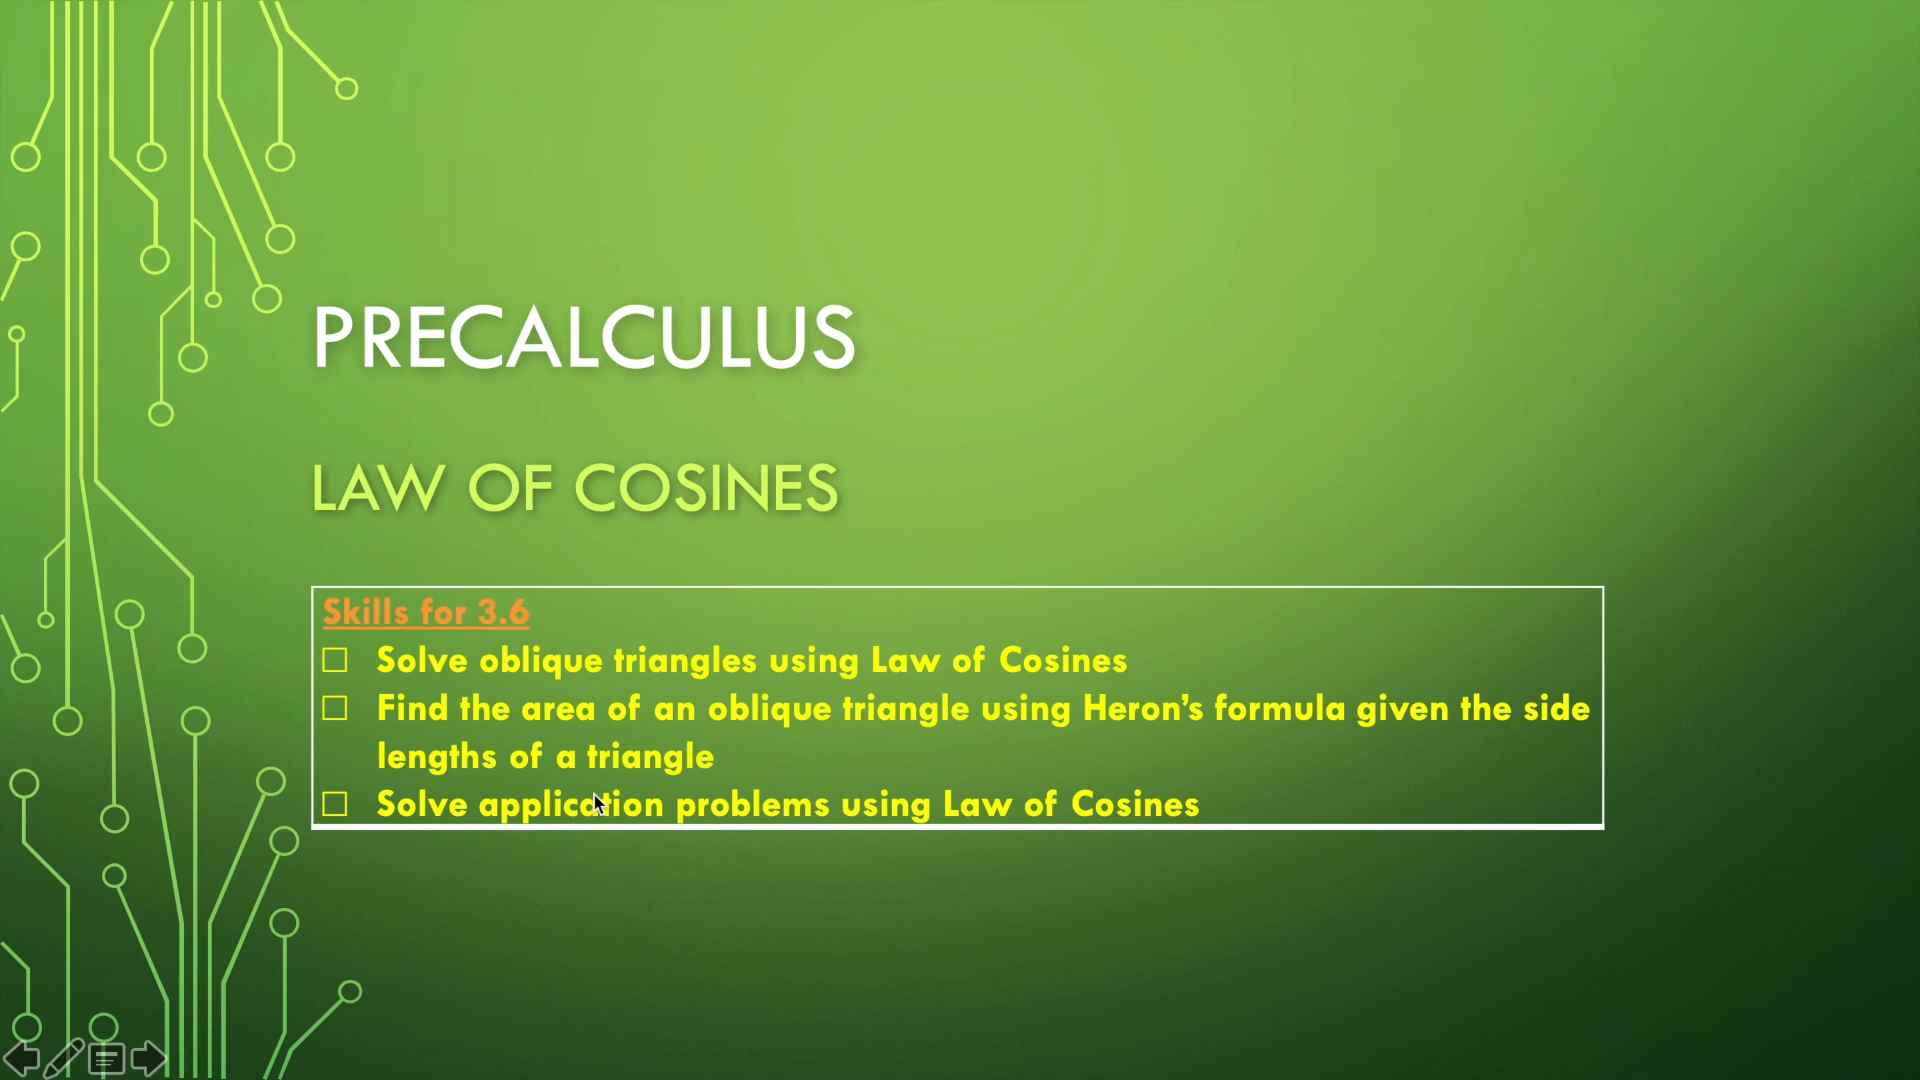 PRECALCULUS
LAW OF COSINES
Skills for 3.6
☐ Solve oblique triangles using Law of Cosines
☐ Find the area of an oblique triangle using Heron’s formula given the side
lengths of a triangle
☐ Solve application problems using Law of Cosines